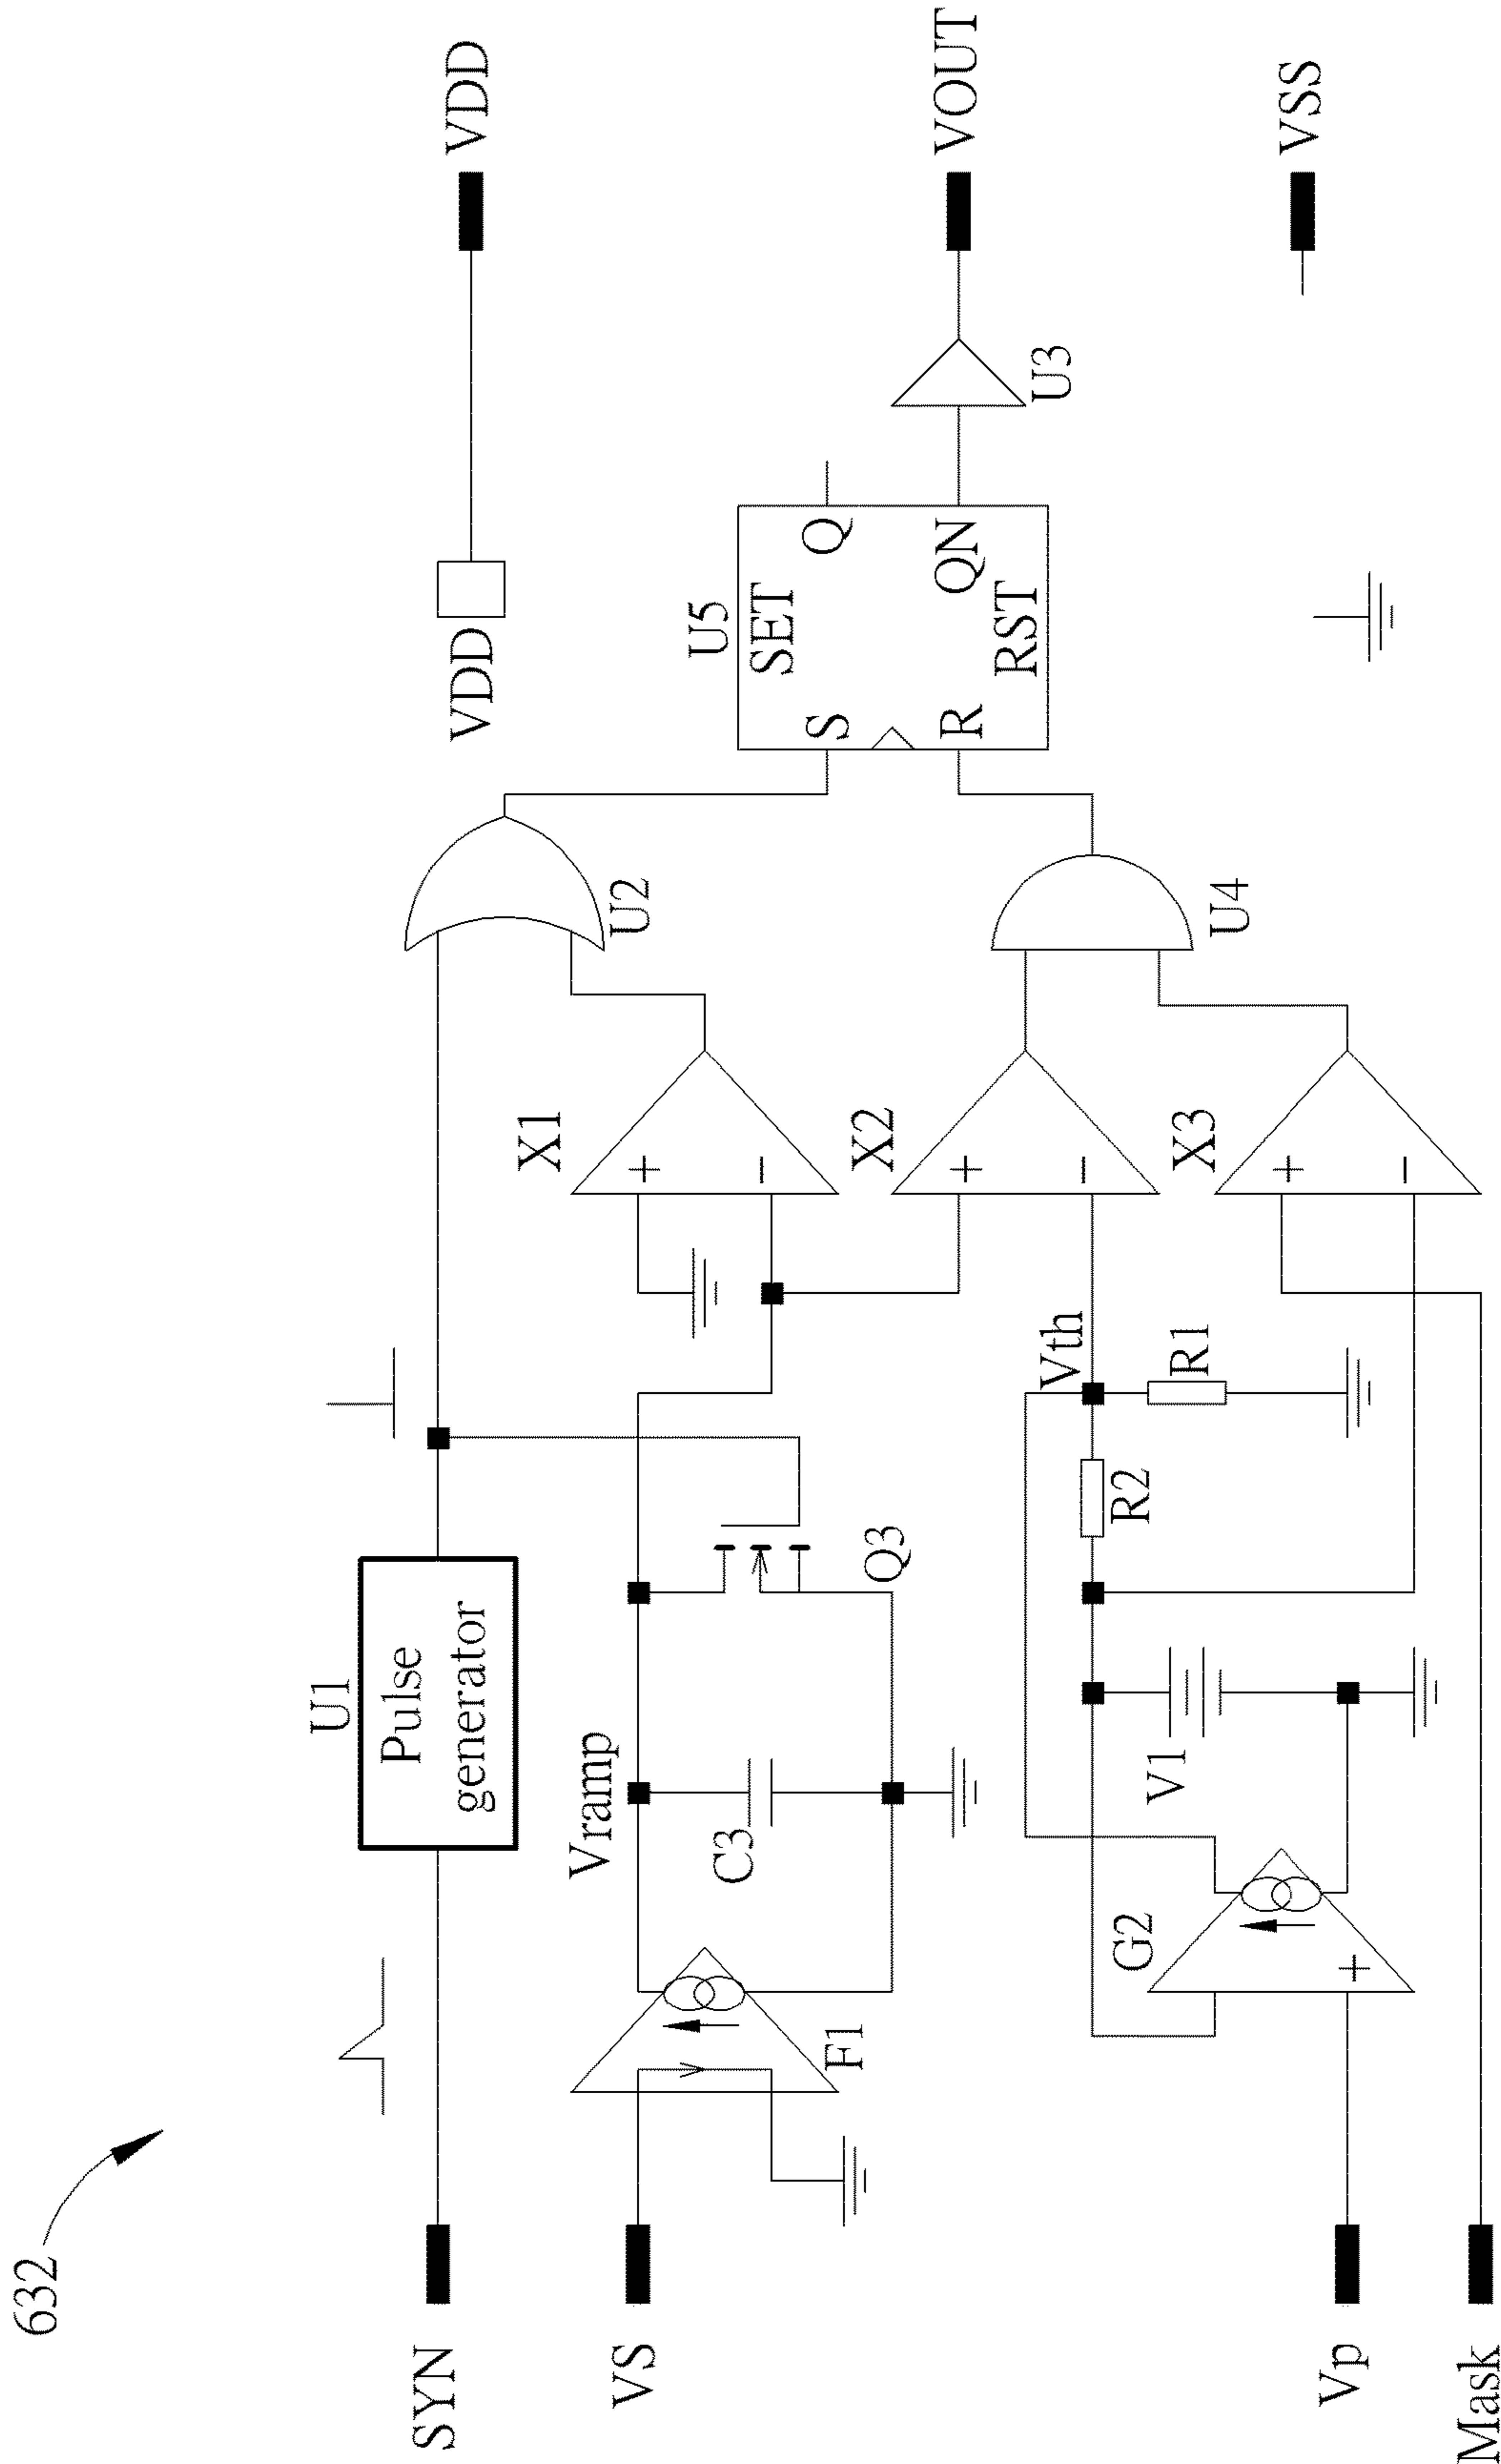 632
SYN
U1
Pulse
generator
U2
VDD
VDD
VS
F1
Vramp
C3
Q3
X1
+
−
U5
SET
S
Q
R
QN
RST
U3
VOUT
X2
+
−
Vth
R1
R2
U4
V1
G2
+
Vp
X3
+
−
VSS
Mask